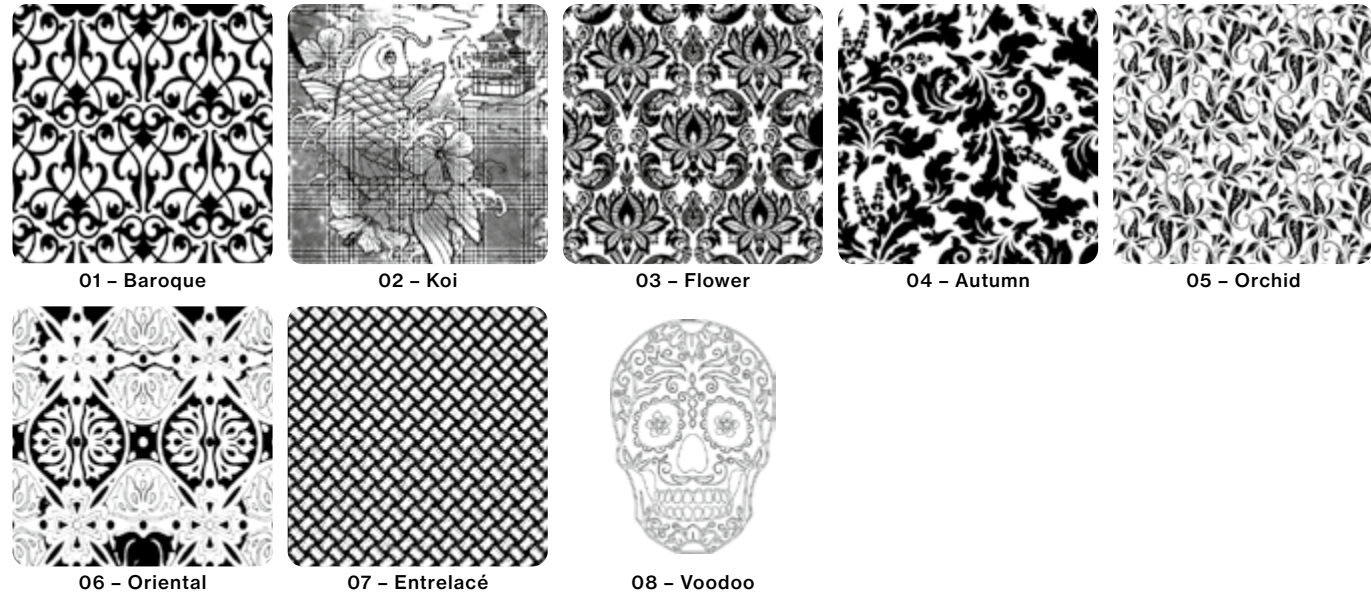 01 – Baroque
02 – Koi
03 – Flower
04 – Autumn
05 – Orchid
06 – Oriental
07 – Entrelacé
08 – Voodoo